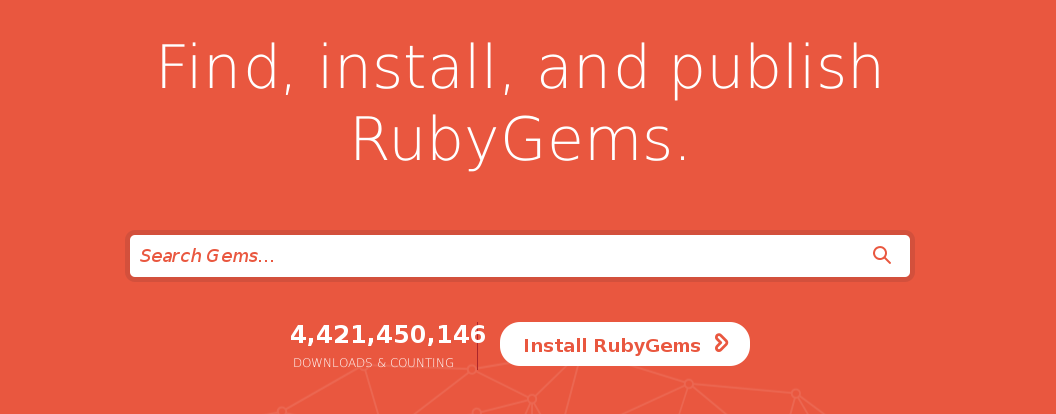 Find, install, and publish
RubyGems.
Search Gems...
4,421,450,146
DOWNLOADS & COUNTING
Install RubyGems